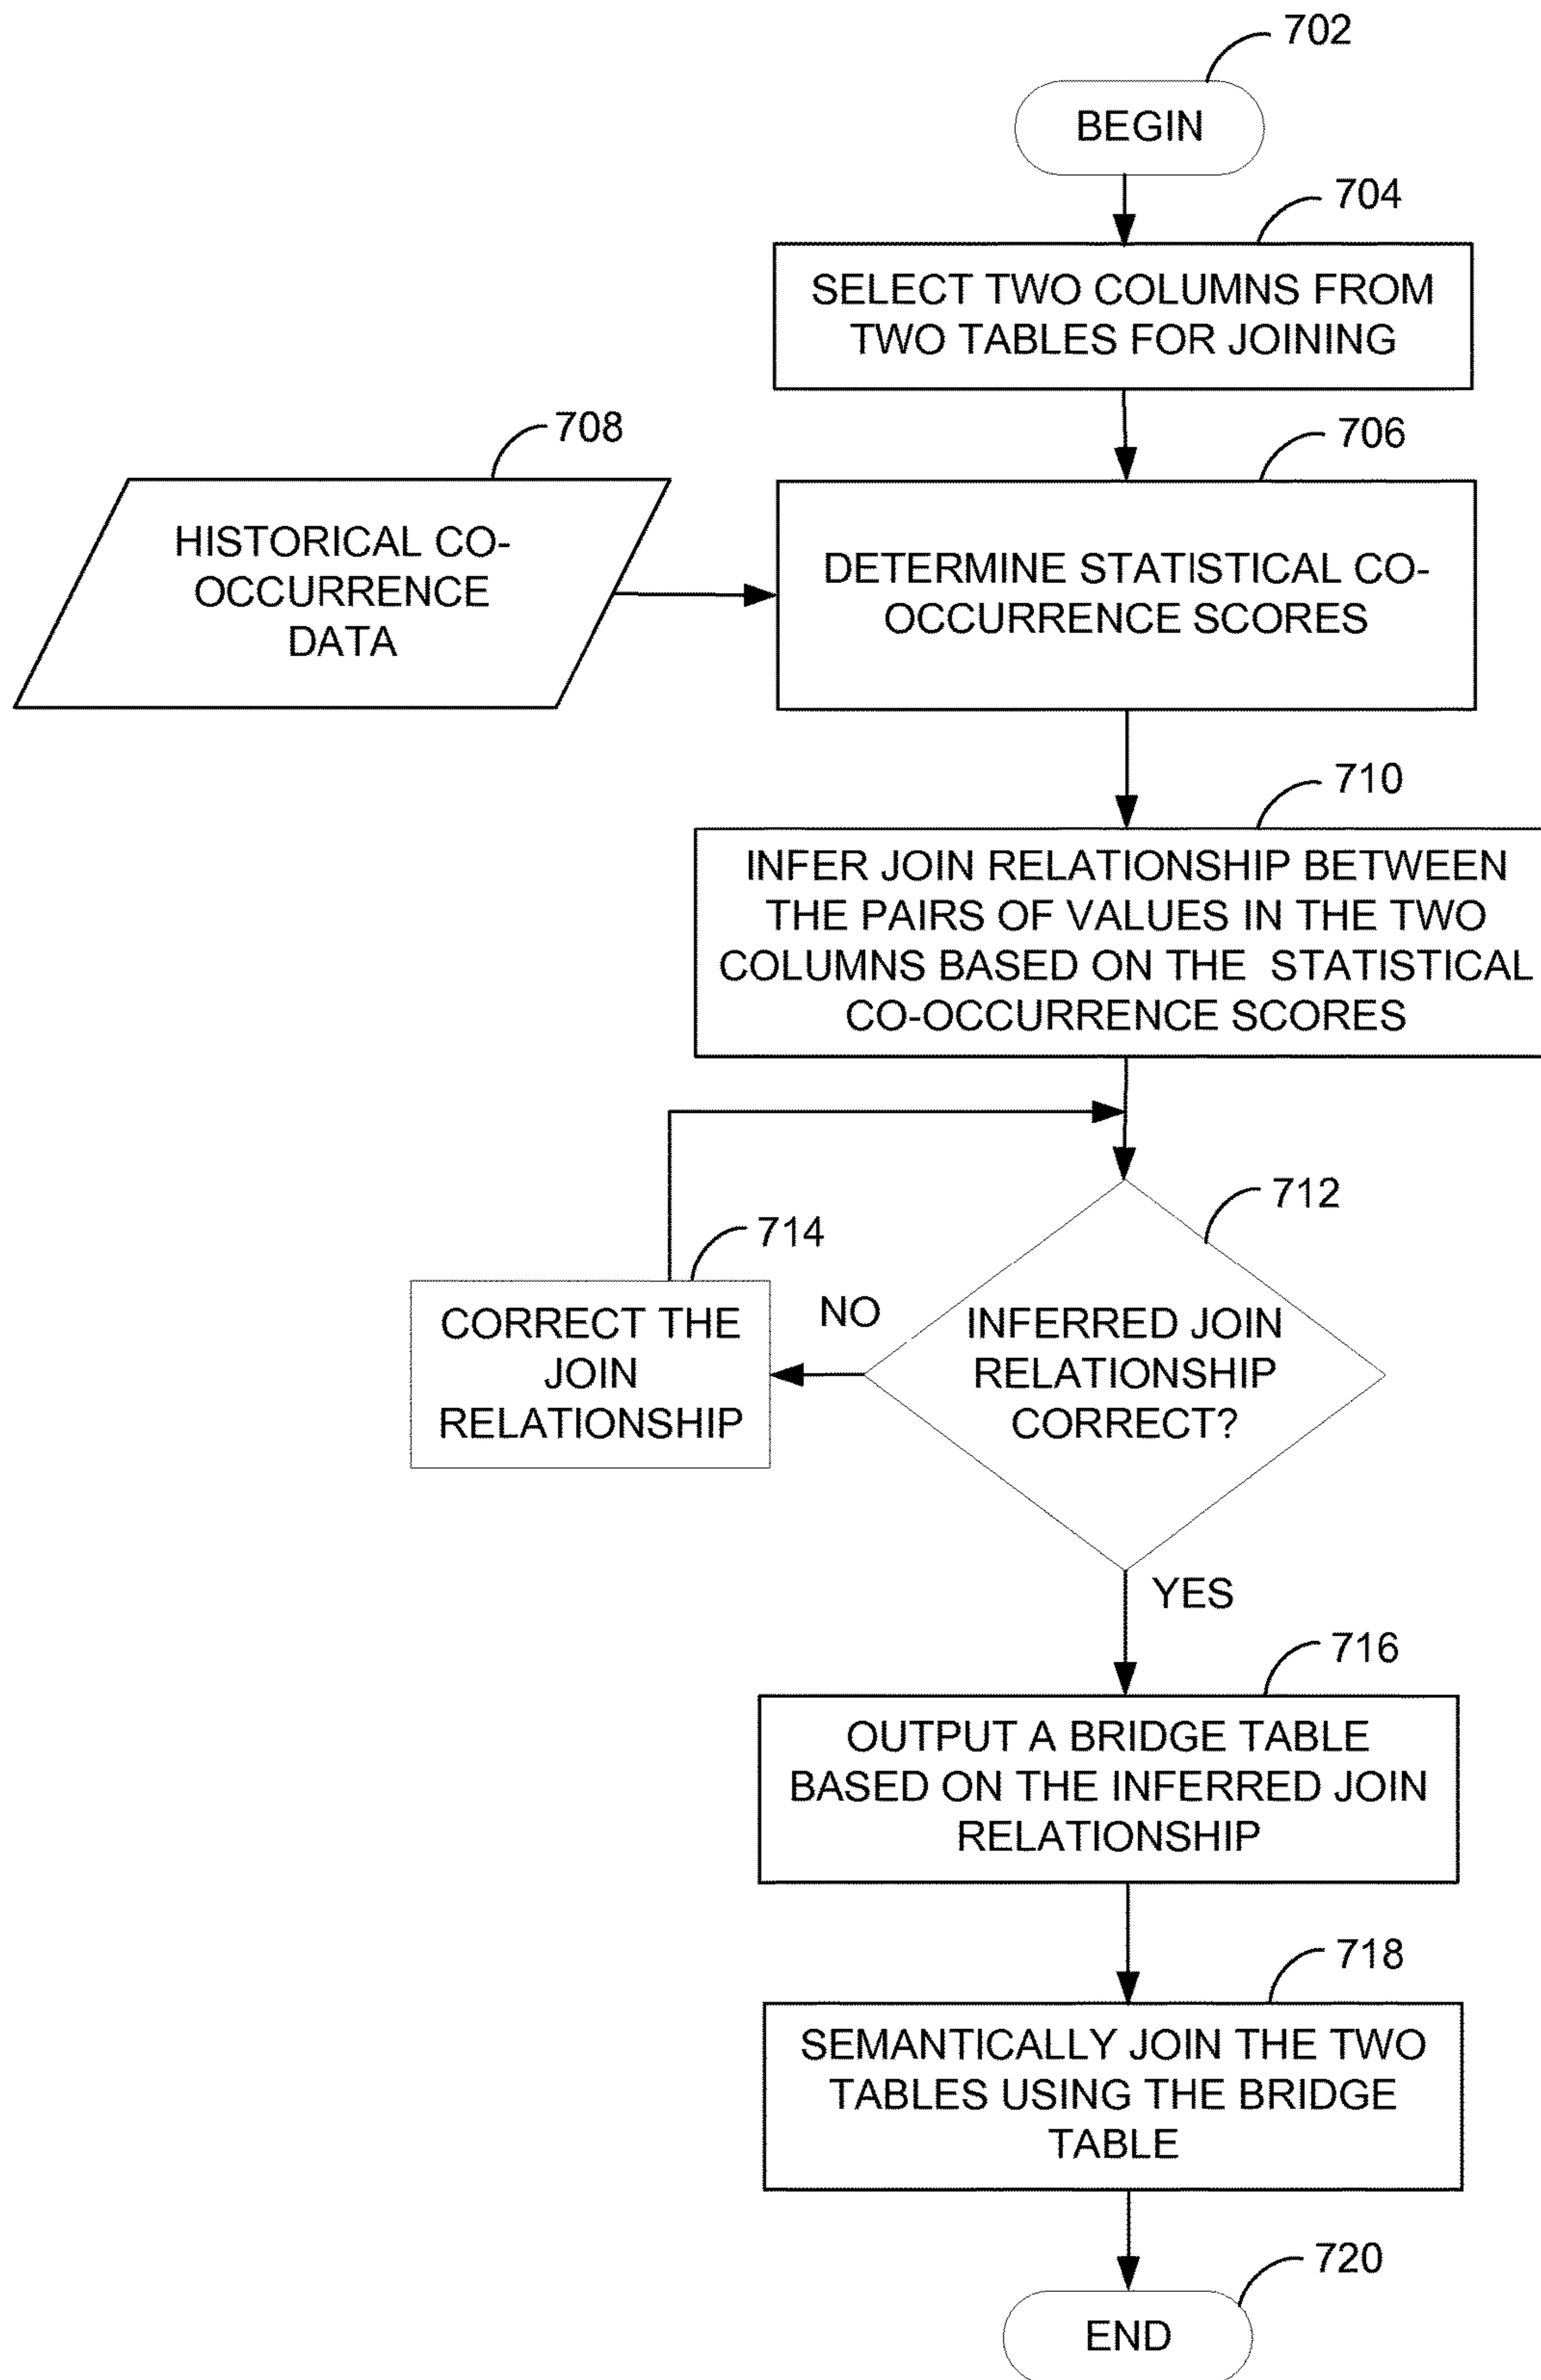 702
BEGIN
704
SELECT TWO COLUMNS FROM
TWO TABLES FOR JOINING
708
HISTORICAL CO-
OCCURRENCE
DATA
706
DETERMINE STATISTICAL CO-
OCCURRENCE SCORES
710
INFER JOIN RELATIONSHIP BETWEEN
THE PAIRS OF VALUES IN THE TWO
COLUMNS BASED ON THE STATISTICAL
CO-OCCURRENCE SCORES
712
INFERRED JOIN
RELATIONSHIP
CORRECT?
NO
714
CORRECT THE
JOIN
RELATIONSHIP
YES
716
OUTPUT A BRIDGE TABLE
BASED ON THE INFERRED JOIN
RELATIONSHIP
718
SEMANTICALLY JOIN THE TWO
TABLES USING THE BRIDGE
TABLE
720
END